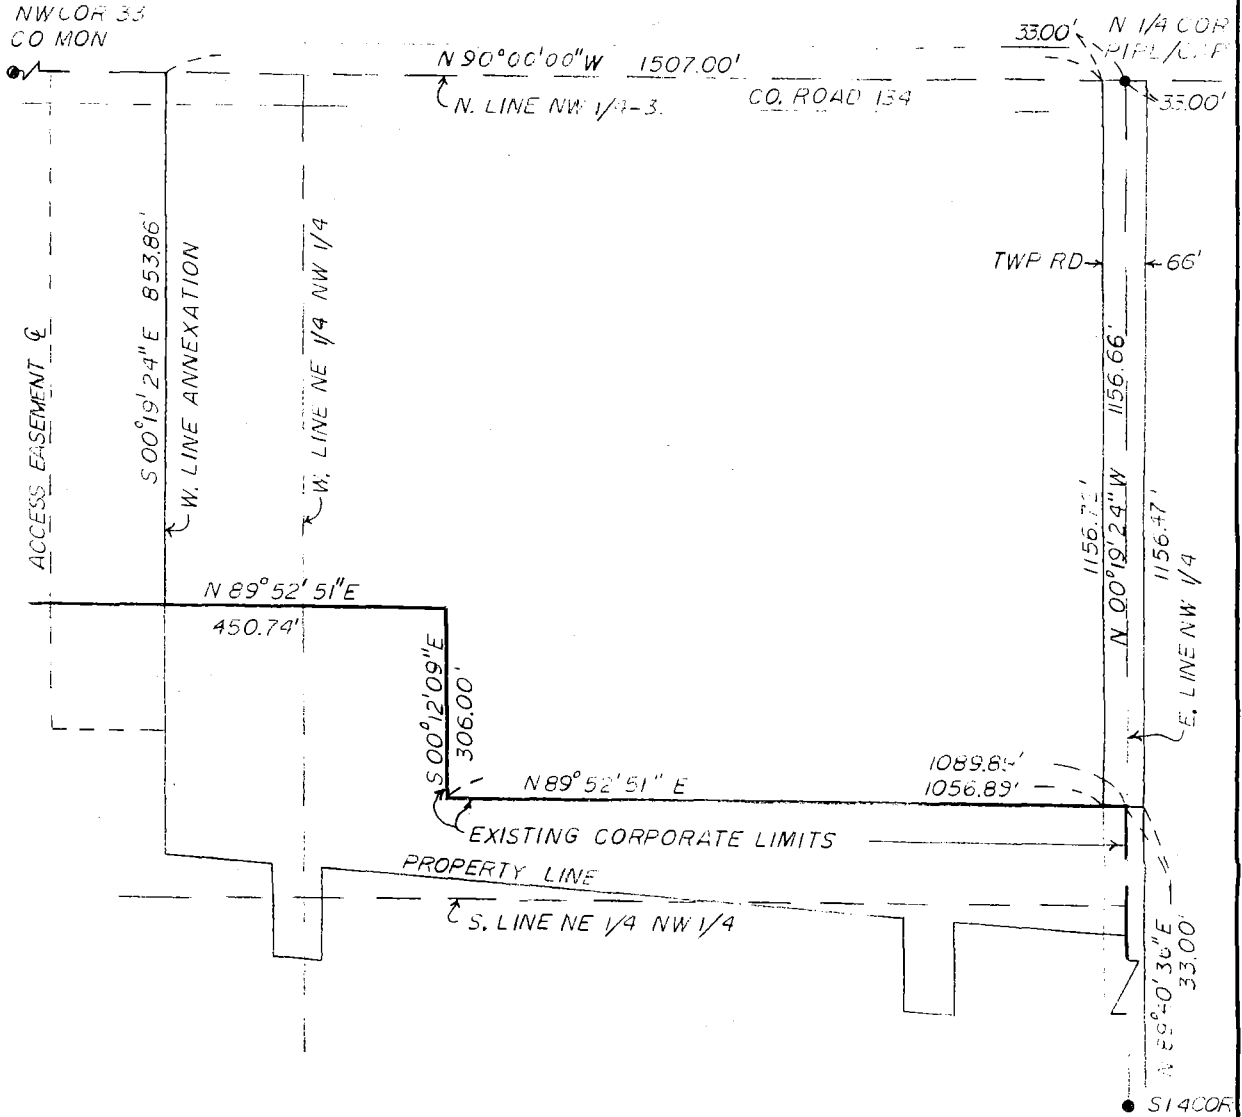 NW COR 33
CO MON
N 90°00'00"W 1507.00'
33.00'
N 1/4 COR
33.00'
N. LINE NW 1/4-3
CO. ROAD 134
TWP RD
66'
S 00°19'24" E 853.86'
W. LINE ANNEXATION
W. LINE NE 1/4 NW 1/4
ACCESS EASEMENT ℄
1156.66'
N 00°19'24" W
1156.47'
E. LINE NW 1/4
N 89°52'51"E
450.74'
S 00°12'09"E
306.00'
N 89°52'51" E
1056.89'
EXISTING CORPORATE LIMITS
PROPERTY LINE
S. LINE NE 1/4 NW 1/4
N 89°40'36"E
33.00'
S1 4COR